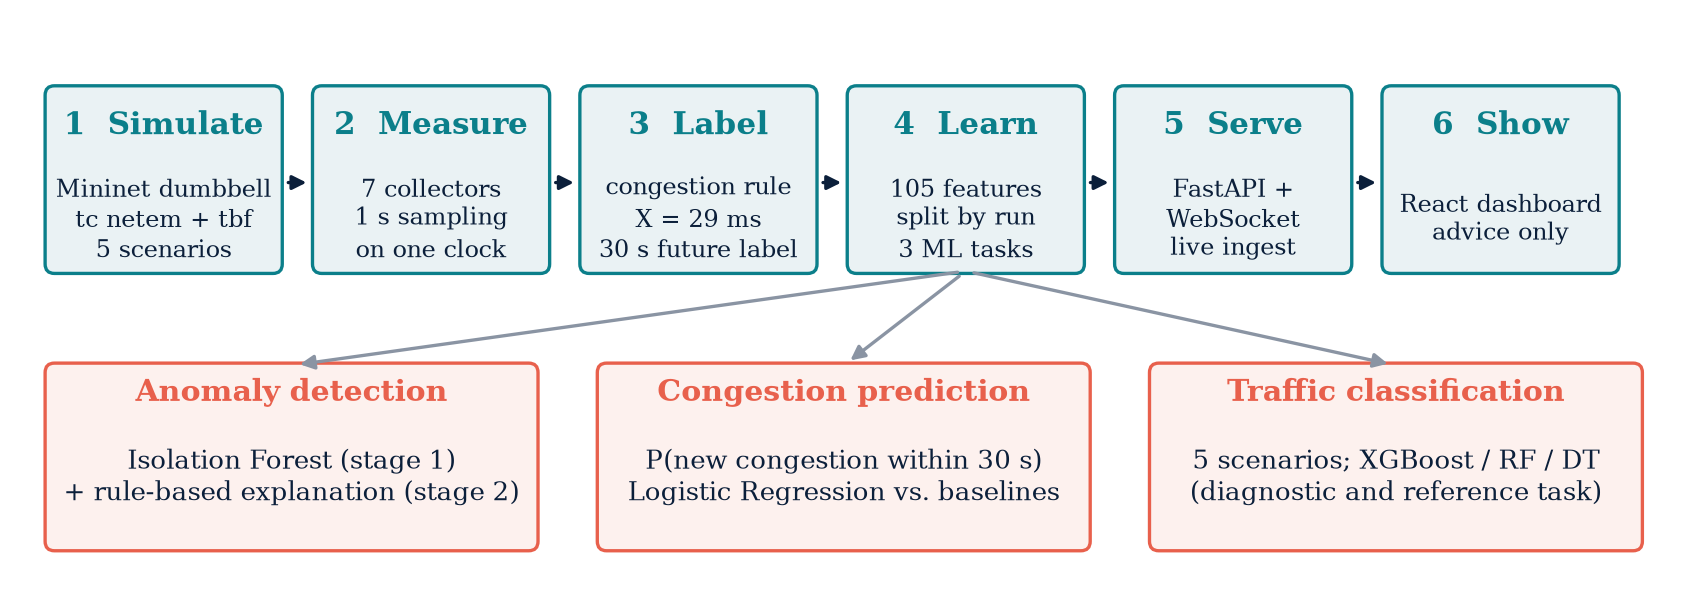 1 Simulate
Mininet dumbbell
tc netem + tbf
5 scenarios
2 Measure
7 collectors
1 s sampling
on one clock
3 Label
congestion rule
X = 29 ms
30 s future label
4 Learn
105 features
split by run
3 ML tasks
5 Serve
FastAPI +
WebSocket
live ingest
6 Show
React dashboard
advice only
Anomaly detection
Isolation Forest (stage 1)
+ rule-based explanation (stage 2)
Congestion prediction
P(new congestion within 30 s)
Logistic Regression vs. baselines
Traffic classification
5 scenarios; XGBoost / RF / DT
(diagnostic and reference task)